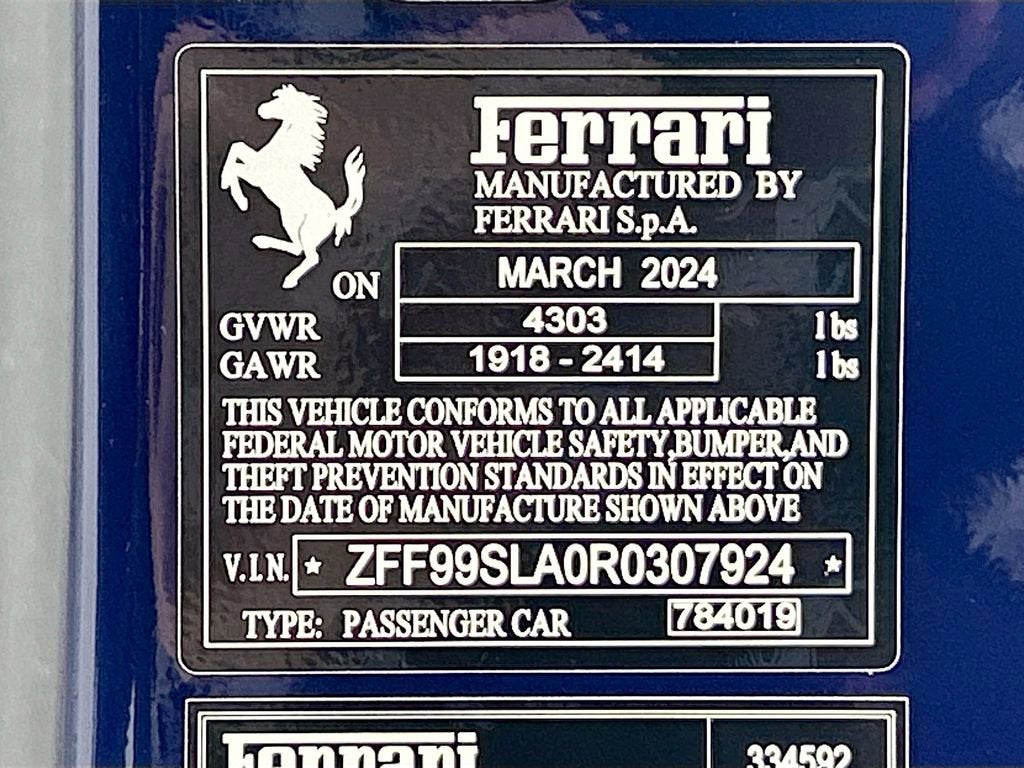 Ferrari
MANUFACTURED BY
FERRARI S.p.A.
ON MARCH 2024
GVWR 4303 lbs
GAWR 1918 - 2414 lbs
THIS VEHICLE CONFORMS TO ALL APPLICABLE
FEDERAL MOTOR VEHICLE SAFETY,BUMPER,AND
THEFT PREVENTION STANDARDS IN EFFECT ON
THE DATE OF MANUFACTURE SHOWN ABOVE
V.I.N. * ZFF99SLA0R0307924 *
TYPE: PASSENGER CAR 784019
Ferrari 334592